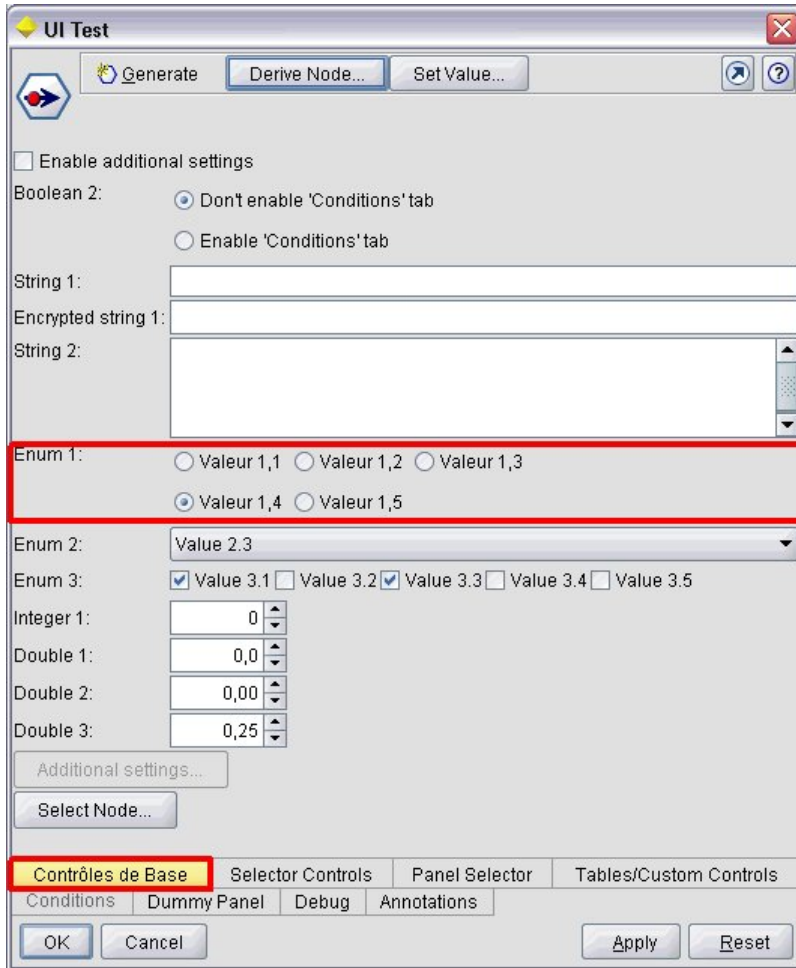 UI Test
Generate Derive Node... Set Value...
Enable additional settings
Boolean 2: Don't enable 'Conditions' tab
Enable 'Conditions' tab
String 1:
Encrypted string 1:
String 2:
Enum 1: Valeur 1,1 Valeur 1,2 Valeur 1,3
Valeur 1,4 Valeur 1,5
Enum 2: Value 2.3
Enum 3: Value 3.1 Value 3.2 Value 3.3 Value 3.4 Value 3.5
Integer 1: 0
Double 1: 0,0
Double 2: 0,00
Double 3: 0,25
Additional settings...
Select Node...
Contrôles de Base Selector Controls Panel Selector Tables/Custom Controls
Conditions Dummy Panel Debug Annotations
OK Cancel Apply Reset